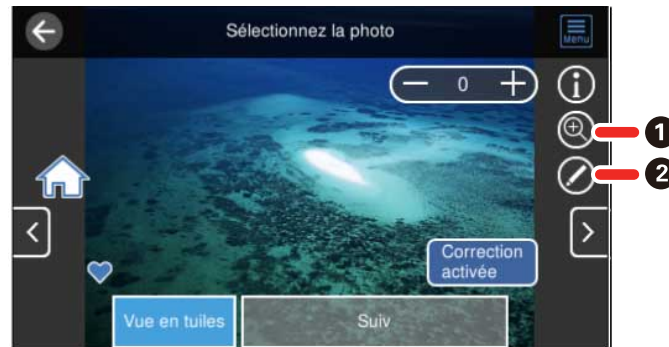 Sélectionnez la photo
Menu
0
1
2
Correction
activée
Vue en tuiles
Suiv